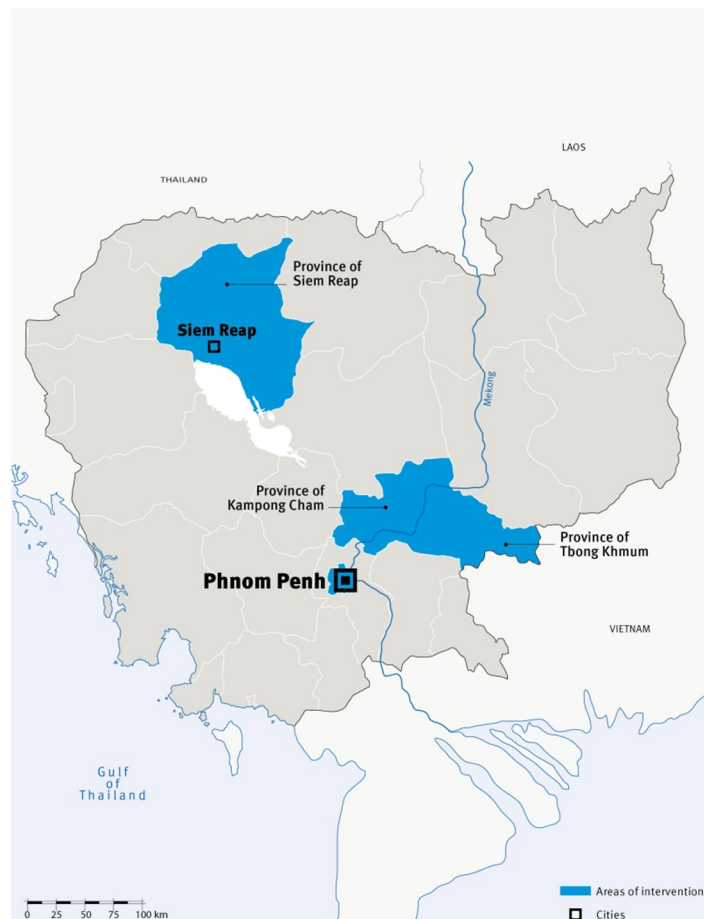 LAOS
THAILAND
Province of
Siem Reap
Siem Reap
Mekong
Province of
Kampong Cham
Province of
Tbong Khmum
Phnom Penh
VIETNAM
Gulf
of
Thailand
Areas of intervention
0 25 50 75 100 km
Cities